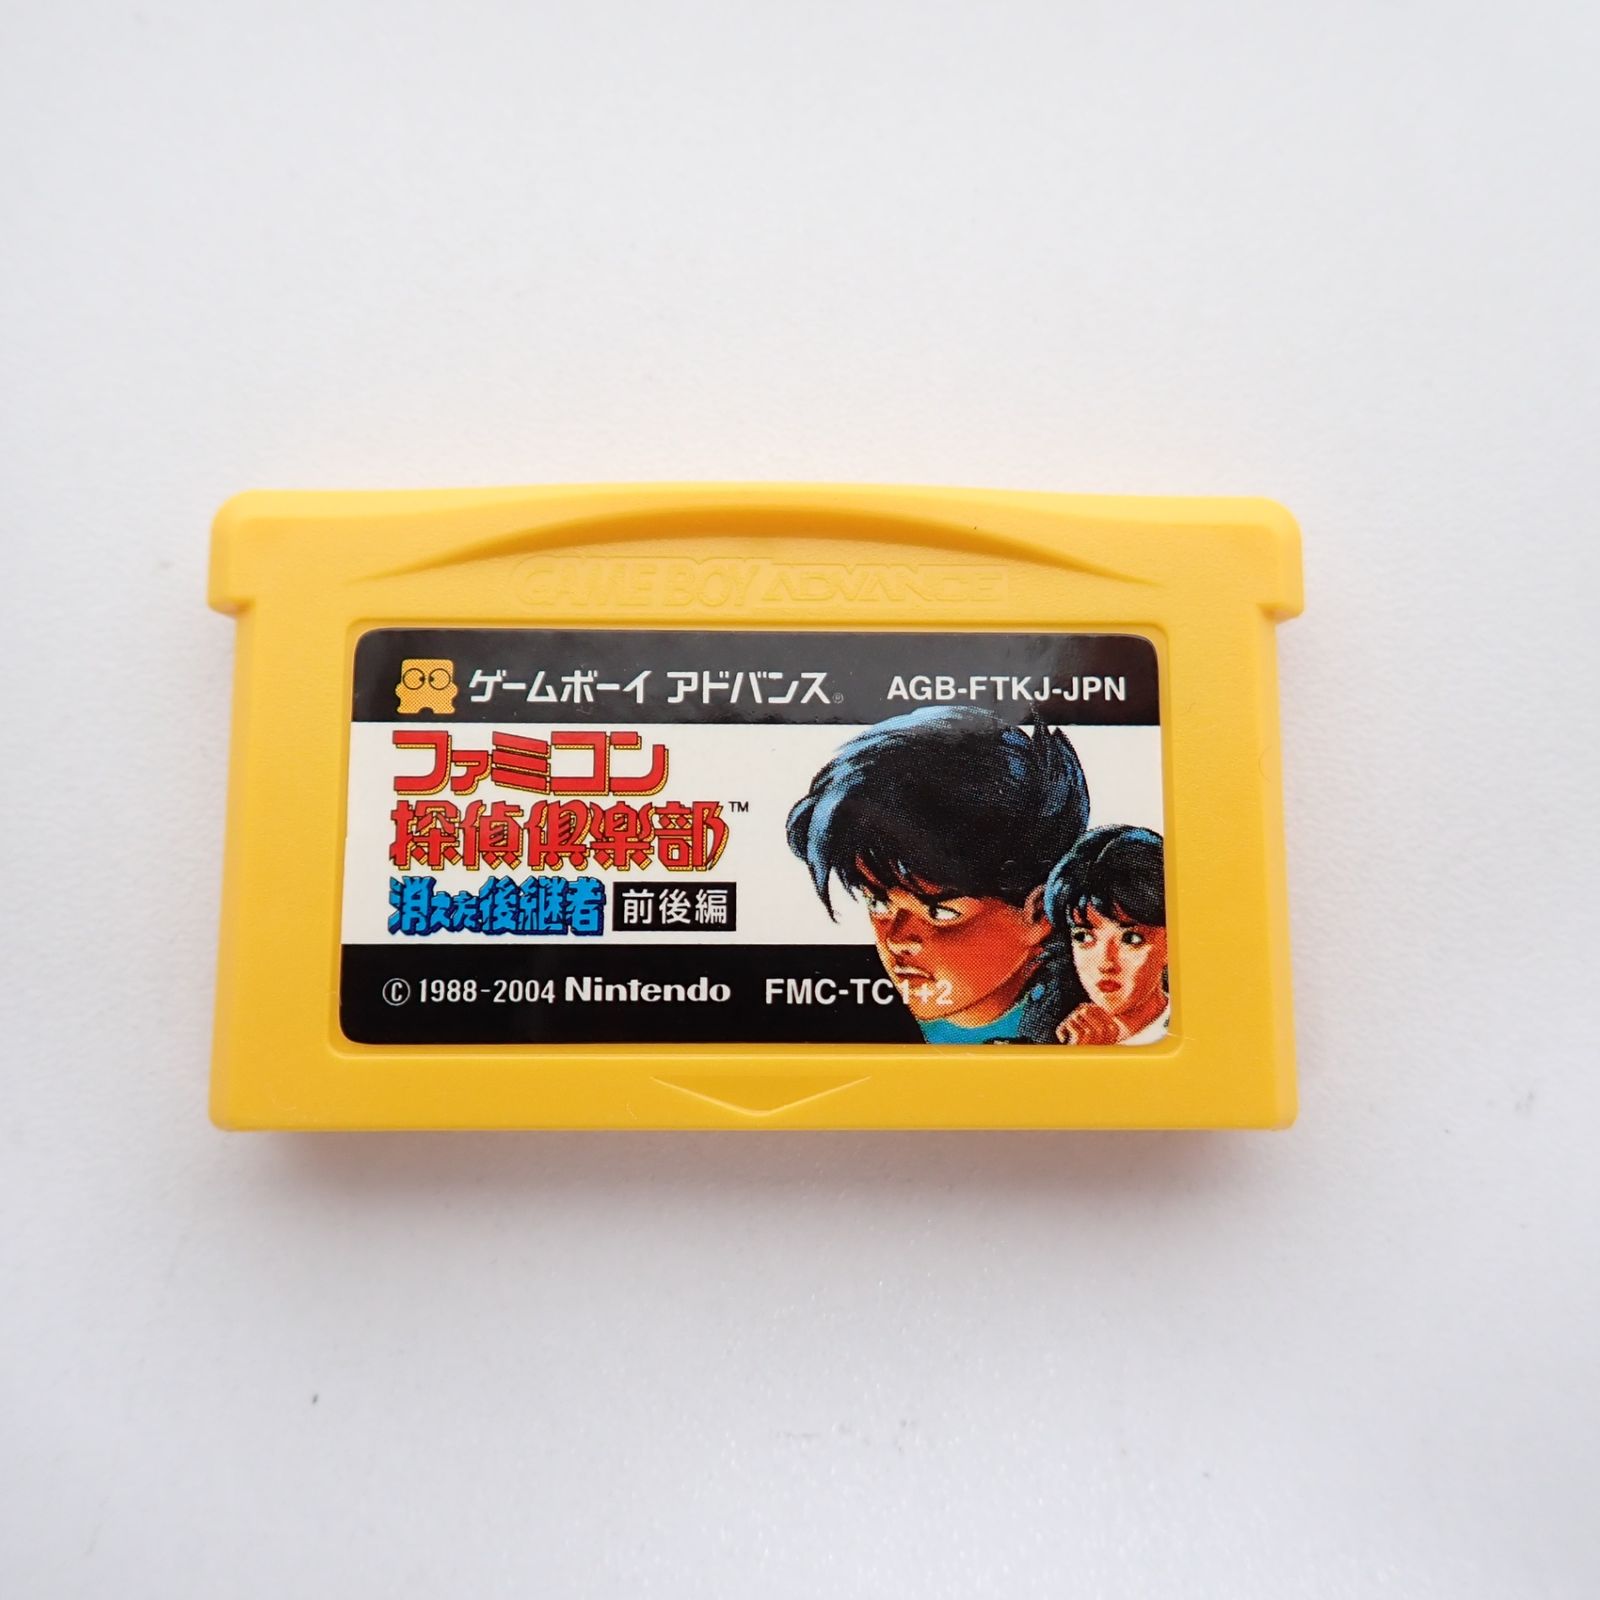 GAME BOY ADVANCE
ゲームボーイ アドバンス® AGB-FTKJ-JPN
ファミコン
探偵倶楽部™
消えた後継者 前後編
©1988-2004 Nintendo FMC-TC1+2